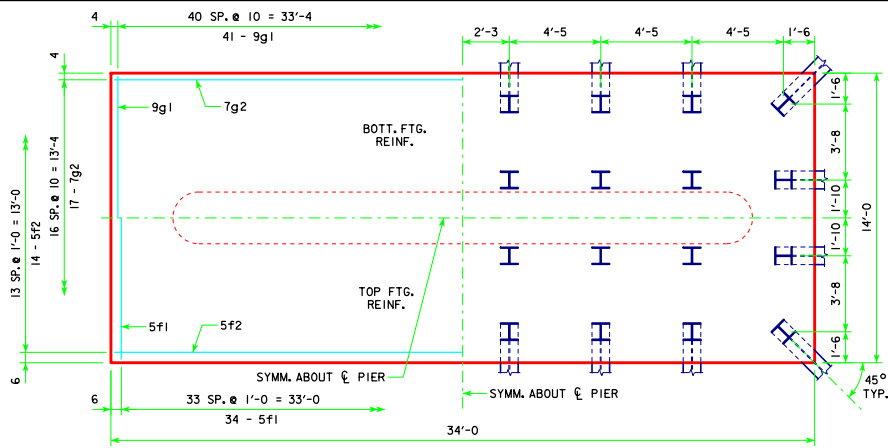 4
40 SP. @ 10 = 33'-4
41 - 9g1
2'-3
4'-5
4'-5
4'-5
1'-6
4
9g1
7g2
BOTT. FTG.
REINF.
1'-6
3'-8
1'-10
1'-10
3'-8
1'-6
14'-0
13 SP. @ 1'-0 = 13'-0
14 - 5f2
16 SP. @ 10 = 13'-4
17 - 7g2
TOP FTG.
REINF.
5f1
5f2
6
SYMM. ABOUT ℄ PIER
SYMM. ABOUT ℄ PIER
45°
TYP.
6
33 SP. @ 1'-0 = 33'-0
34 - 5f1
34'-0